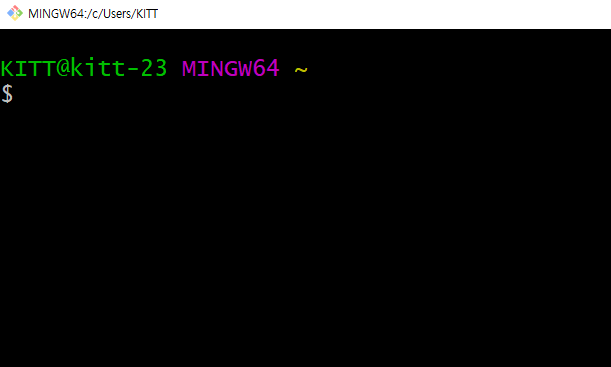 MINGW64:/c/Users/KITT
KITT@kitt-23 MINGW64 ~
$